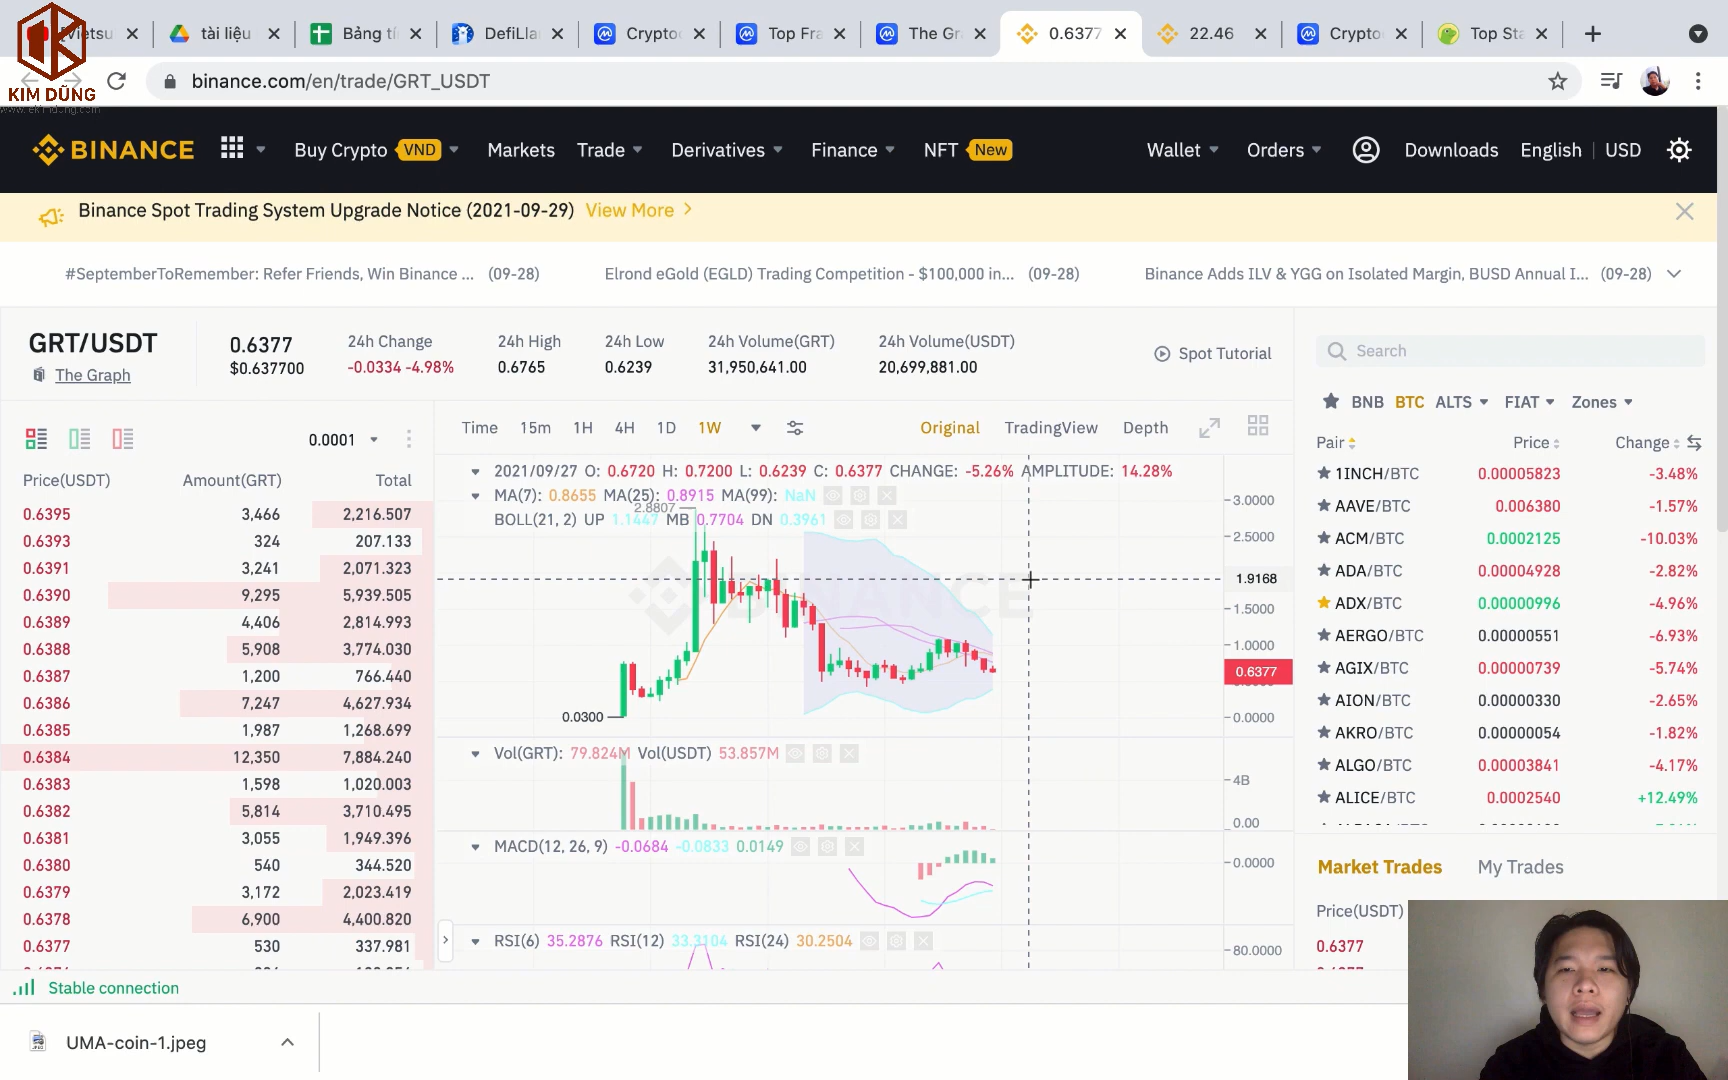 tài liệu
Bảng tí
DefiLla
Crypto
Top Fra
The Gr
0.6377
22.46
Crypto
Top Sta
KIM DŨNG
binance.com/en/trade/GRT_USDT
BINANCE
Buy Crypto VND
Markets
Trade
Derivatives
Finance
NFT New
Wallet
Orders
Downloads
English
USD
Binance Spot Trading System Upgrade Notice (2021-09-29) View More
#SeptemberToRemember: Refer Friends, Win Binance ... (09-28)
Elrond eGold (EGLD) Trading Competition - $100,000 in... (09-28)
Binance Adds ILV & YGG on Isolated Margin, BUSD Annual I... (09-28)
GRT/USDT
The Graph
0.6377
$0.637700
24h Change
-0.0334 -4.98%
24h High
0.6765
24h Low
0.6239
24h Volume(GRT)
31,950,641.00
24h Volume(USDT)
20,699,881.00
Spot Tutorial
0.0001
Price(USDT) Amount(GRT) Total
0.6395 3,466 2,216.507
0.6393 324 207.133
0.6391 3,241 2,071.323
0.6390 9,295 5,939.505
0.6389 4,406 2,814.993
0.6388 5,908 3,774.030
0.6387 1,200 766.440
0.6386 7,247 4,627.934
0.6385 1,987 1,268.699
0.6384 12,350 7,884.240
0.6383 1,598 1,020.003
0.6382 5,814 3,710.495
0.6381 3,055 1,949.396
0.6380 540 344.520
0.6379 3,172 2,023.419
0.6378 6,900 4,400.820
0.6377 530 337.981
Time 15m 1H 4H 1D 1W
Original TradingView Depth
2021/09/27 O: 0.6720 H: 0.7200 L: 0.6239 C: 0.6377 CHANGE: -5.26% AMPLITUDE: 14.28%
MA(7): 0.8655 MA(25): 0.8915 MA(99): NaN
2.8807
BOLL(21, 2) UP 1.1447 MB 0.7704 DN 0.3961
BINANCE
3.0000
2.5000
1.9168
1.5000
1.0000
0.6377
0.0000
0.0300
Vol(GRT): 79.824M Vol(USDT) 53.857M
4B
0.00
MACD(12, 26, 9) -0.0684 -0.0833 0.0149
0.0000
RSI(6) 35.2876 RSI(12) 33.3104 RSI(24) 30.2504
80.0000
Search
BNB BTC ALTS FIAT Zones
Pair Price Change
1INCH/BTC 0.00005823 -3.48%
AAVE/BTC 0.006380 -1.57%
ACM/BTC 0.0002125 -10.03%
ADA/BTC 0.00004928 -2.82%
ADX/BTC 0.00000996 -4.96%
AERGO/BTC 0.00000551 -6.93%
AGIX/BTC 0.00000739 -5.74%
AION/BTC 0.00000330 -2.65%
AKRO/BTC 0.00000054 -1.82%
ALGO/BTC 0.00003841 -4.17%
ALICE/BTC 0.0002540 +12.49%
Market Trades My Trades
Price(USDT)
0.6377
Stable connection
UMA-coin-1.jpeg